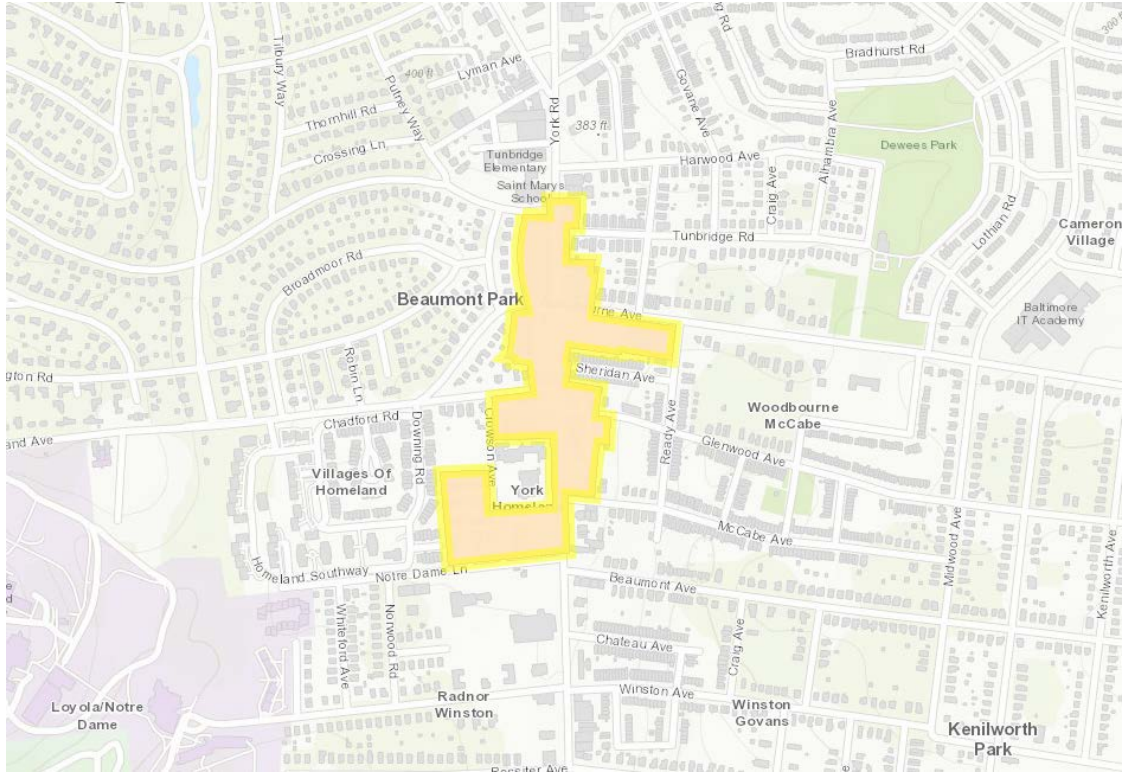 Bradhurst Rd
300 ft
Tilbury Way
Lyman Ave
400 ft
Putney Way
Govane Ave
York Rd
Thornhill Rd
383 ft
Alhambra Ave
Dewees Park
Crossing Ln
Tunbridge
Elementary
Harwood Ave
Saint Marys
School
Craig Ave
Lothian Rd
Cameron
Village
Tunbridge Rd
Broadmoor Rd
Beaumont Park
Baltimore
IT Academy
Robin Ln
Sheridan Ave
Chadford Rd
Downing Rd
Crowson Ave
Ready Ave
Woodbourne
McCabe
Glenwood Ave
Villages Of
Homeland
York
McCabe Ave
Midwood Ave
Kenilworth Ave
Homeland Southway
Notre Dame Ln
Beaumont Ave
Whiteford Ave
Norwood Rd
Chateau Ave
Craig Ave
Winston Ave
Radnor
Winston
Winston
Govans
Loyola/Notre
Dame
Kenilworth
Park